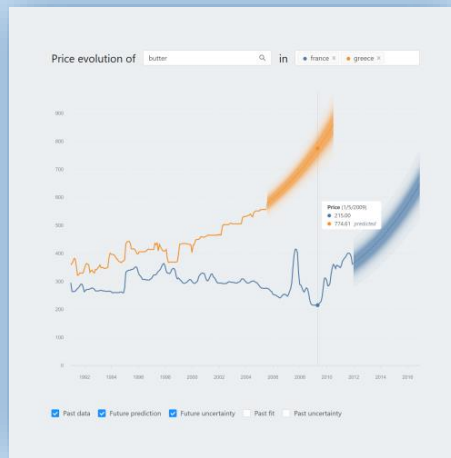 Price evolution of butter in france × greece ×
900
800
700
600
Price (1/5/2009)
215.00
774.61 predicted
500
400
300
200
100
0
1992 1994 1996 1998 2000 2002 2004 2006 2008 2010 2012 2014 2016
Past data Future prediction Future uncertainty Past fit Past uncertainty